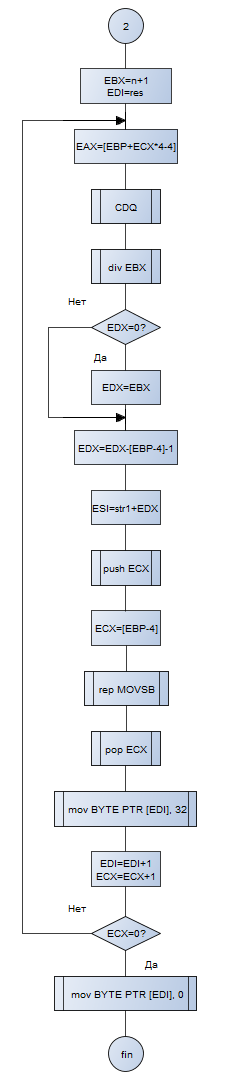 2
EBX=n+1
EDI=res
EAX=[EBP+ECX*4-4]
CDQ
div EBX
Нет
EDX=0?
Да
EDX=EBX
EDX=EDX-[EBP-4]-1
ESI=str1+EDX
push ECX
ECX=[EBP-4]
rep MOVSB
pop ECX
mov BYTE PTR [EDI], 32
EDI=EDI+1
ECX=ECX+1
Нет
ECX=0?
Да
mov BYTE PTR [EDI], 0
fin